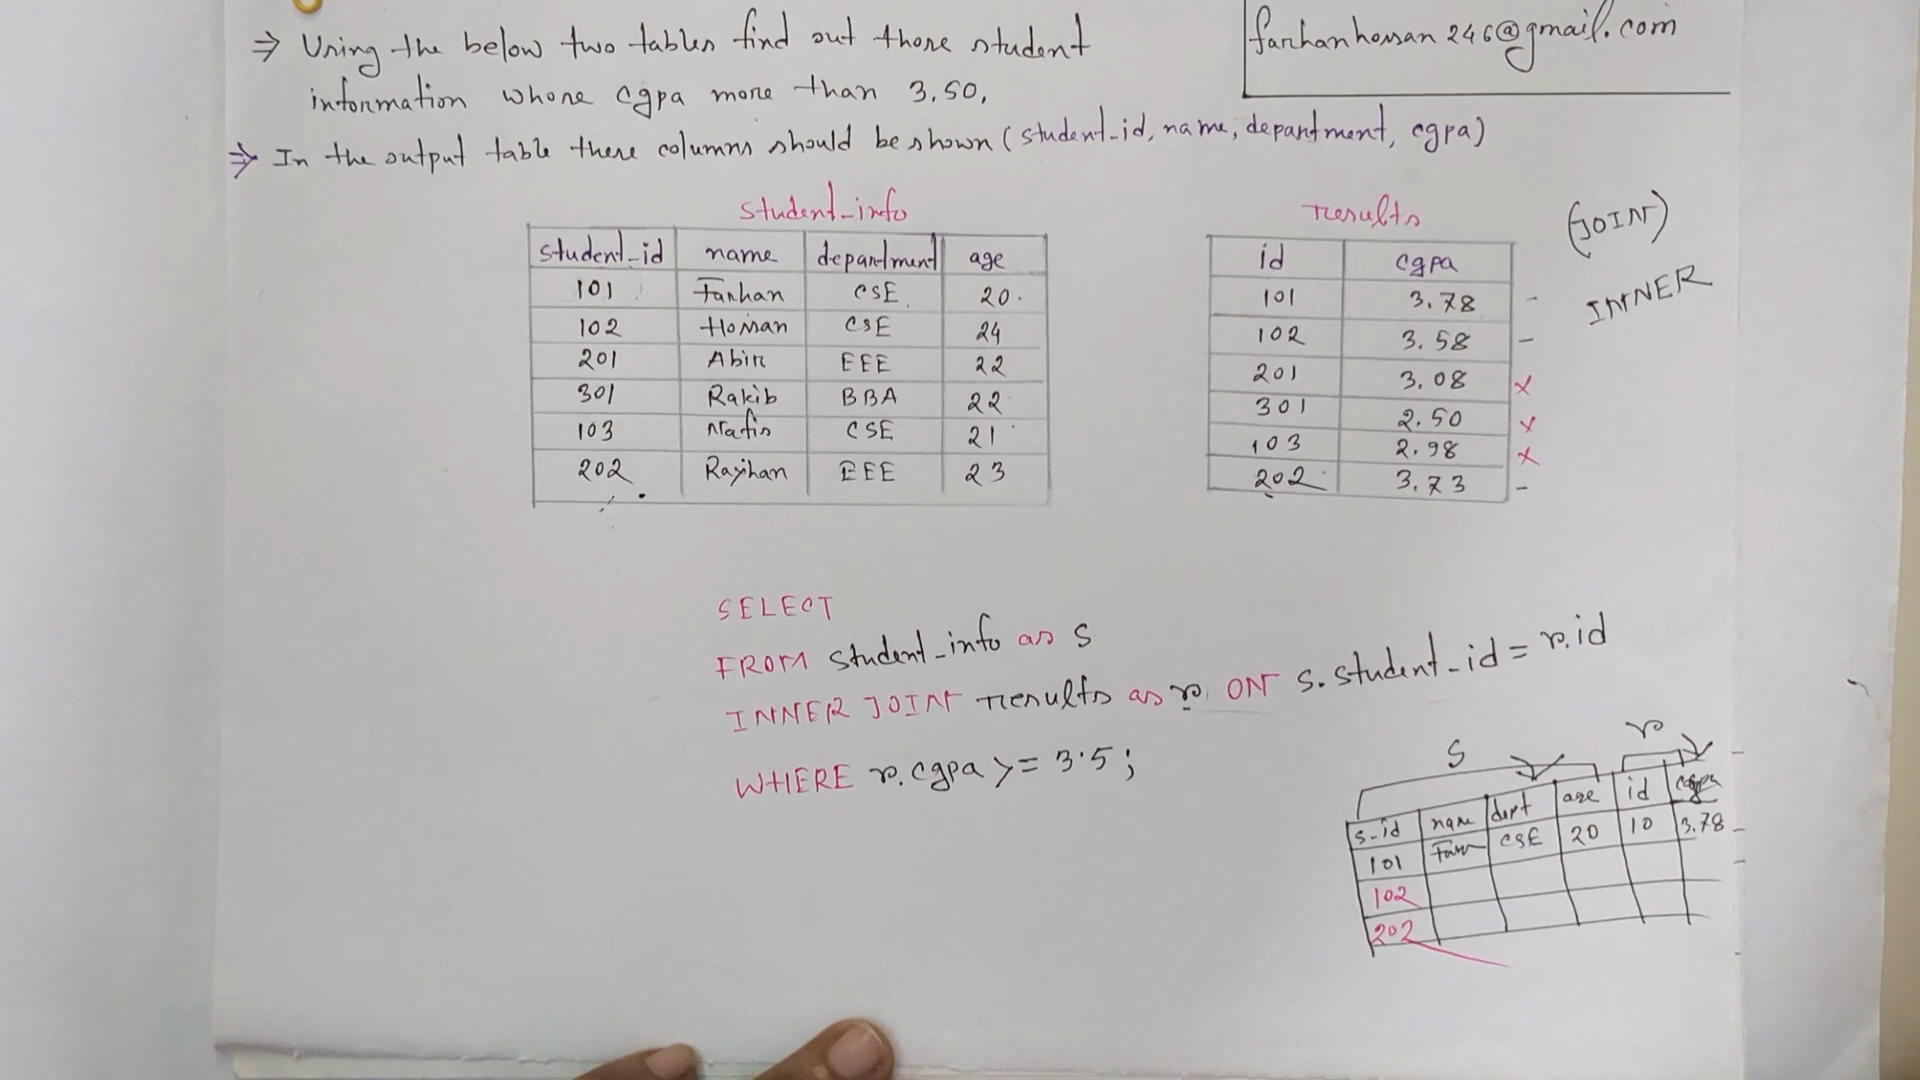 ⇒ Using the below two tables find out those student
information whose cgpa more than 3.50,
farhanhossan246@gmail.com
⇒ In the output table these columns should be shown (student_id, name, department, cgpa)
student_info
student_id name department age
101 Farhan CSE 20
102 Hossan CSE 24
201 Abir EEE 22
301 Rakib BBA 22
103 Nafis CSE 21
202 Rayhan EEE 23
results
id cgpa
101 3.78 -
102 3.58 -
201 3.08 x
301 2.50 x
103 2.98 x
202 3.73 -
(JOIN)
INNER
SELECT
FROM student_info as s
INNER JOIN results as r ON s.student_id = r.id
WHERE r.cgpa >= 3.5;
s r
s-id name dept age id cgpa
101 Farr CSE 20 10 3.78
102
202